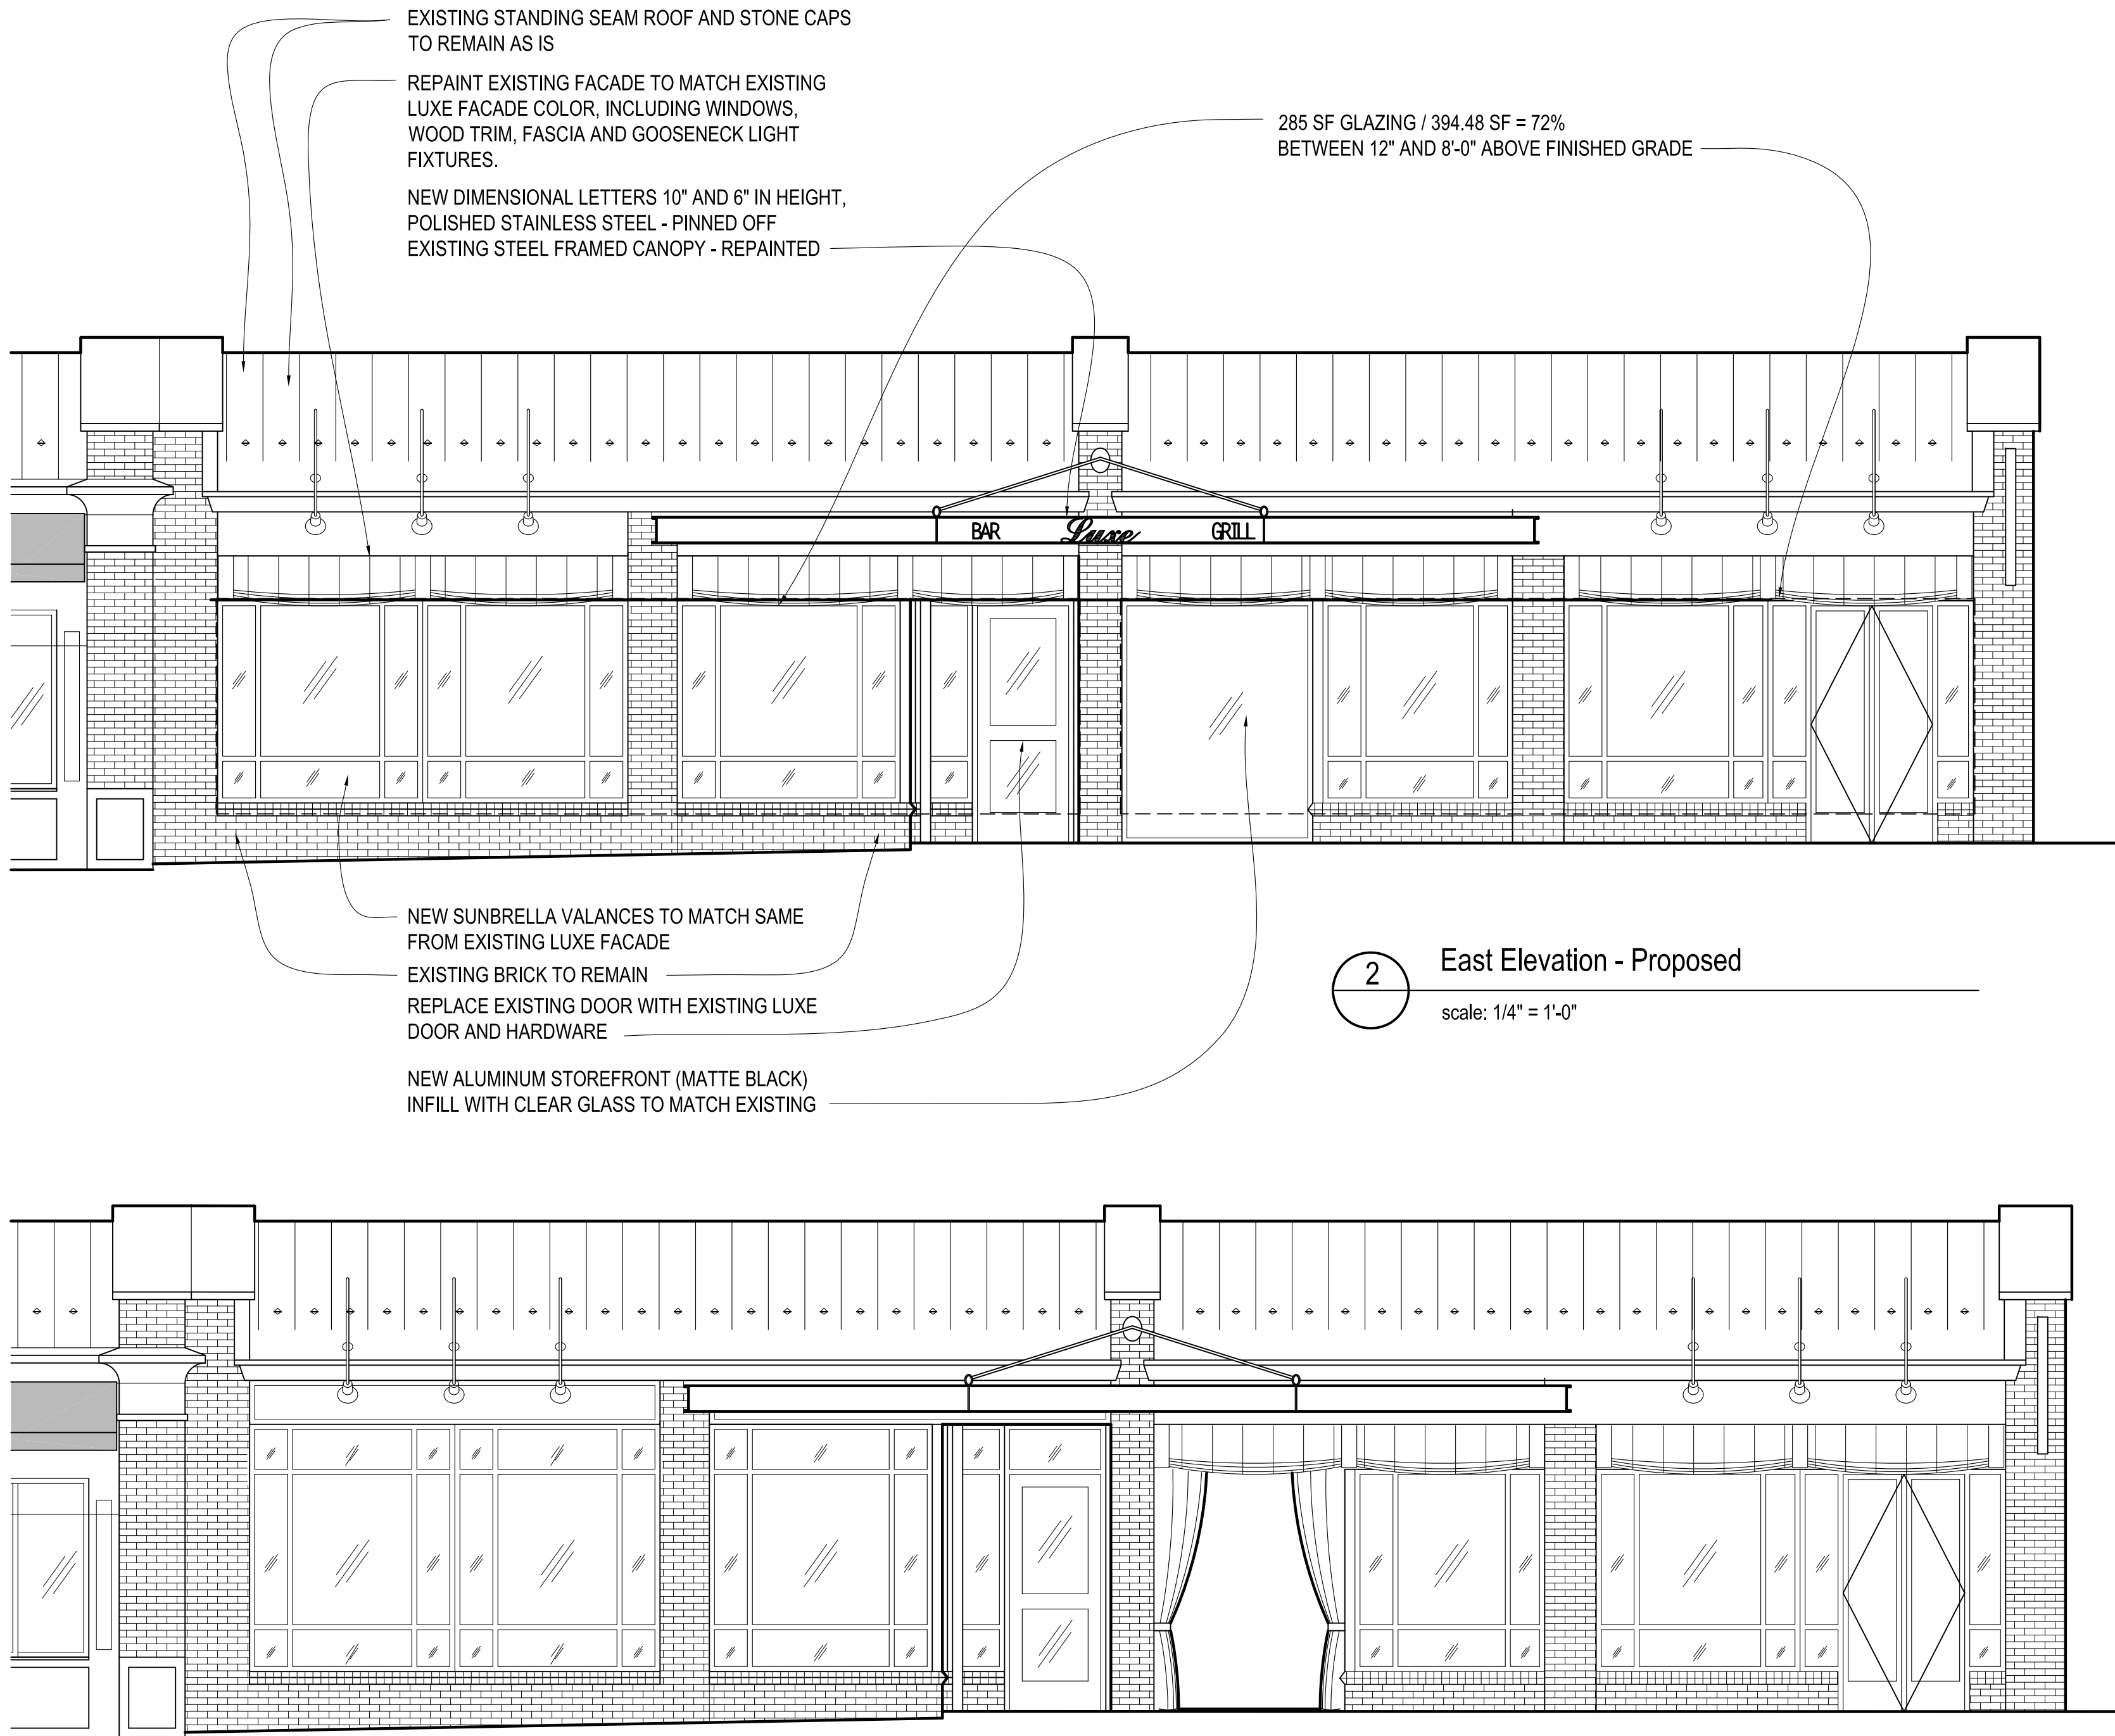 EXISTING STANDING SEAM ROOF AND STONE CAPS
TO REMAIN AS IS
REPAINT EXISTING FACADE TO MATCH EXISTING
LUXE FACADE COLOR, INCLUDING WINDOWS,
WOOD TRIM, FASCIA AND GOOSENECK LIGHT
FIXTURES.
NEW DIMENSIONAL LETTERS 10" AND 6" IN HEIGHT,
POLISHED STAINLESS STEEL - PINNED OFF
EXISTING STEEL FRAMED CANOPY - REPAINTED
285 SF GLAZING / 394.48 SF = 72%
BETWEEN 12" AND 8'-0" ABOVE FINISHED GRADE
BAR Luxe GRILL
NEW SUNBRELLA VALANCES TO MATCH SAME
FROM EXISTING LUXE FACADE
EXISTING BRICK TO REMAIN
REPLACE EXISTING DOOR WITH EXISTING LUXE
DOOR AND HARDWARE
NEW ALUMINUM STOREFRONT (MATTE BLACK)
INFILL WITH CLEAR GLASS TO MATCH EXISTING
2
East Elevation - Proposed
scale: 1/4" = 1'-0"